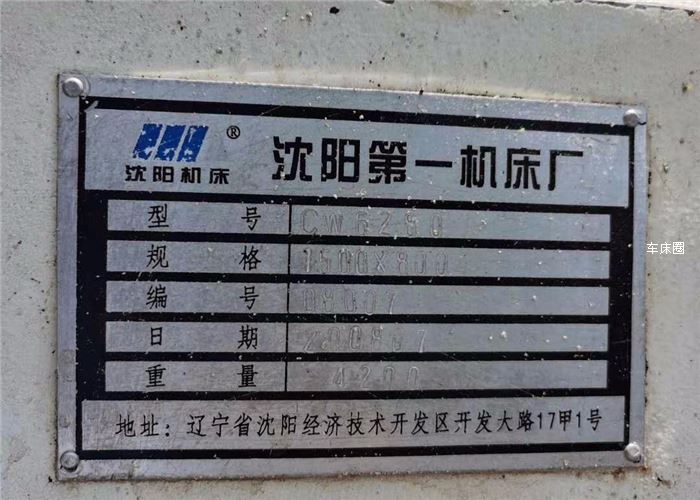 沈阳机床® 沈阳第一机床厂
型 号 CW6280
规 格 1500X800
编 号
日 期 200807
重 量 4200
地址：辽宁省沈阳经济技术开发区开发大路17甲1号
车床圈